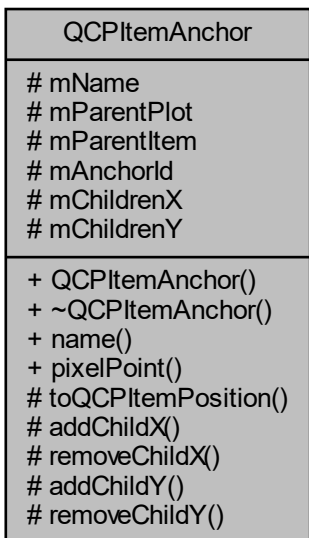 QCPItemAnchor
# mName
# mParentPlot
# mParentItem
# mAnchorId
# mChildrenX
# mChildrenY
+ QCPItemAnchor()
+ ~QCPItemAnchor()
+ name()
+ pixelPoint()
# toQCPItemPosition()
# addChildX()
# removeChildX()
# addChildY()
# removeChildY()